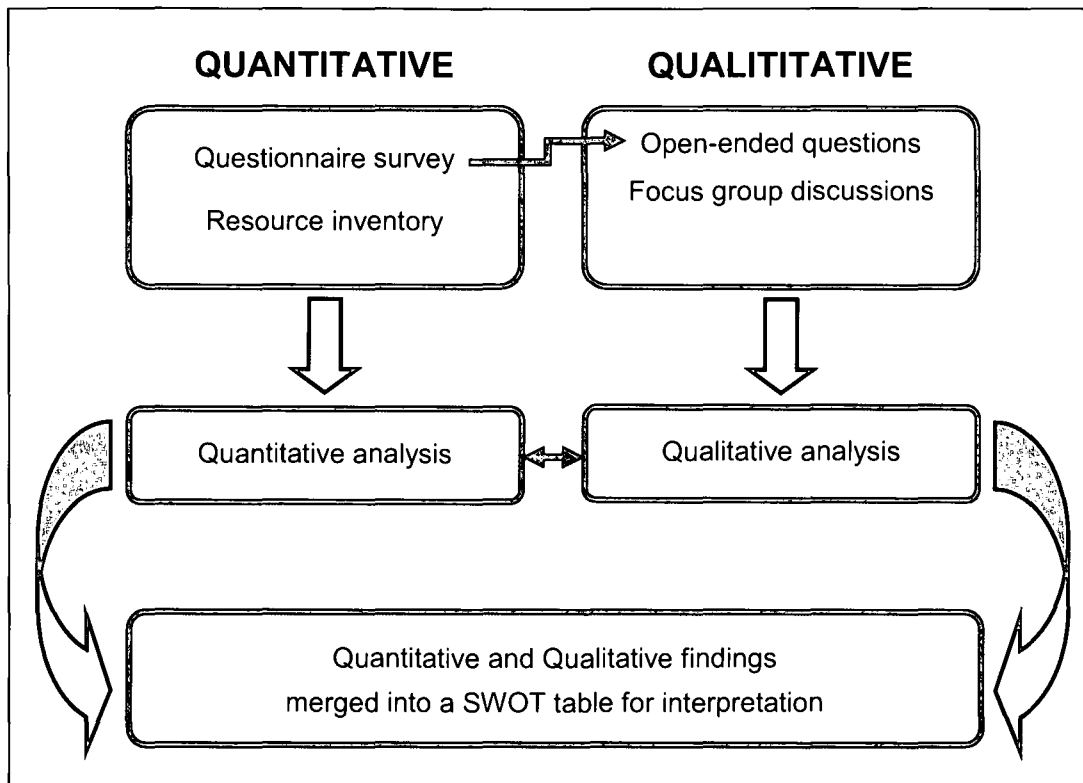 QUANTITATIVE
QUALITITATIVE
Questionnaire survey
Resource inventory
Open-ended questions
Focus group discussions
Quantitative analysis
Qualitative analysis
Quantitative and Qualitative findings
merged into a SWOT table for interpretation